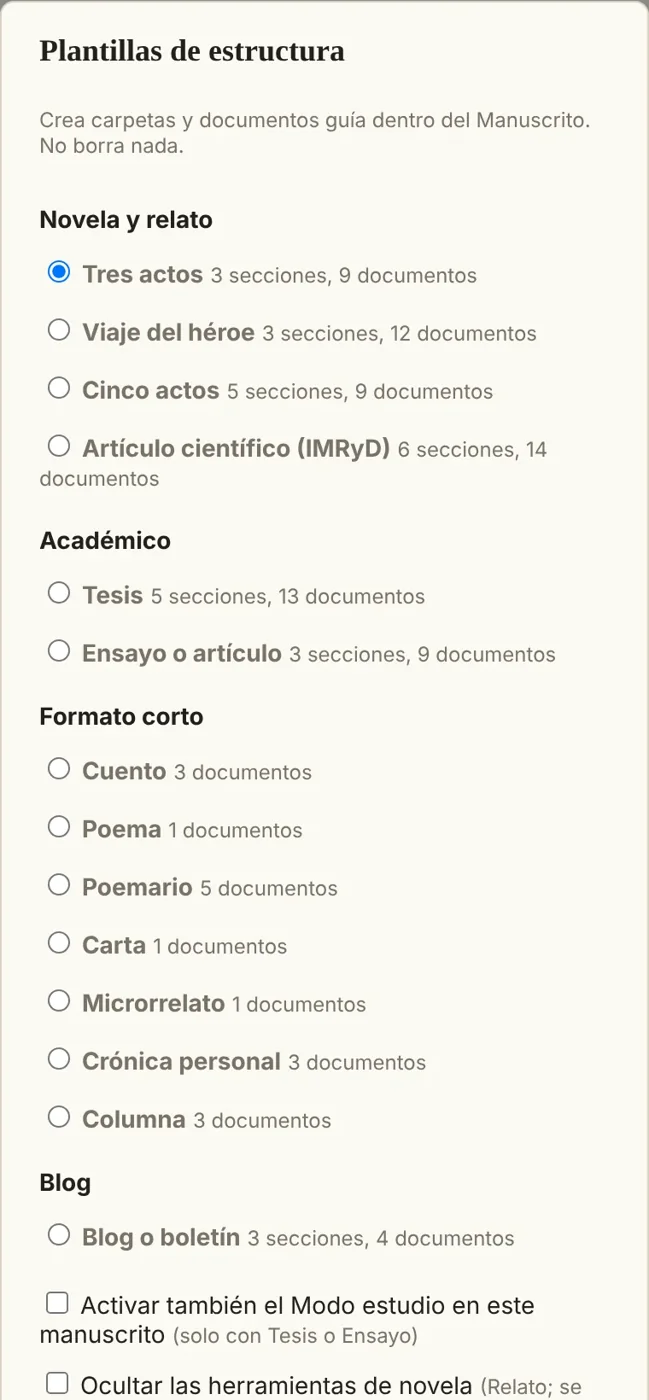 Plantillas de estructura
Crea carpetas y documentos guía dentro del Manuscrito.
No borra nada.
Novela y relato
Tres actos 3 secciones, 9 documentos
Viaje del héroe 3 secciones, 12 documentos
Cinco actos 5 secciones, 9 documentos
Artículo científico (IMRyD) 6 secciones, 14
documentos
Académico
Tesis 5 secciones, 13 documentos
Ensayo o artículo 3 secciones, 9 documentos
Formato corto
Cuento 3 documentos
Poema 1 documentos
Poemario 5 documentos
Carta 1 documentos
Microrrelato 1 documentos
Crónica personal 3 documentos
Columna 3 documentos
Blog
Blog o boletín 3 secciones, 4 documentos
Activar también el Modo estudio en este
manuscrito (solo con Tesis o Ensayo)
Ocultar las herramientas de novela (Relato; se